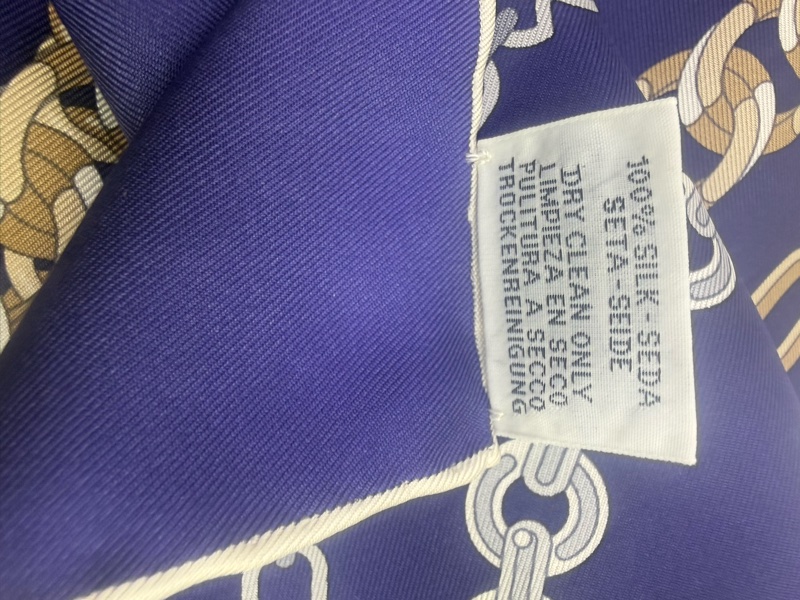 100% SILK-SEDA
SETA-SEIDE
DRY CLEAN ONLY
LIMPIEZA EN SECO
PULITURA A SECCO
TROCKENREINIGUNG